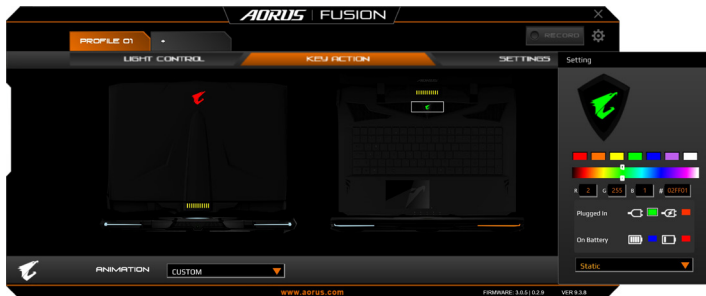 AORUS | FUSION
PROFILE 01
RECORD
LIGHT CONTROL
KEY ACTION
SETTINGS
Setting
R 2 G 255 B 1 # 02FF01
Plugged In
On Battery
Static
ANIMATION
CUSTOM
www.aorus.com
FIRMWARE: 3.0.5 | 0.2.9
VER 9.3.8